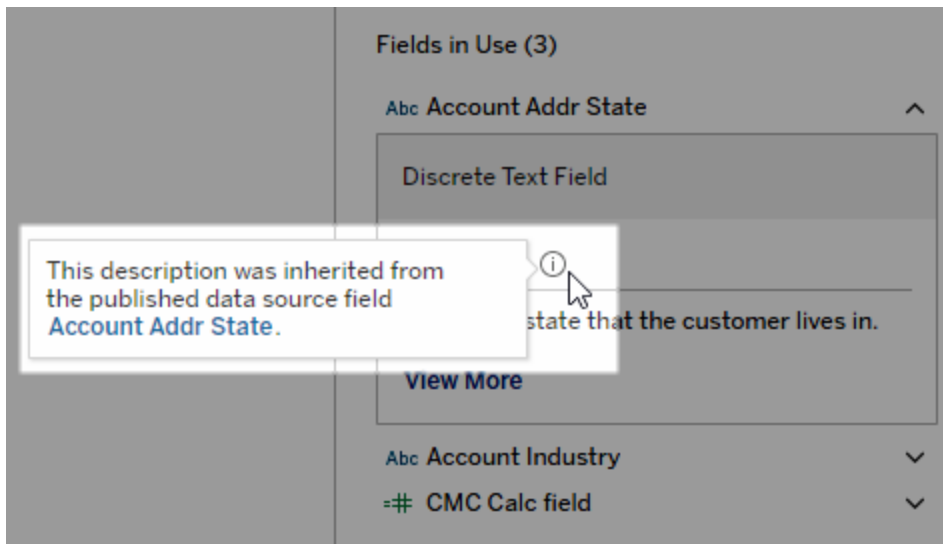 Fields in Use (3)
Abc Account Addr State
Discrete Text Field
This description was inherited from
the published data source field
Account Addr State.
state that the customer lives in.
View More
Abc Account Industry
=# CMC Calc field